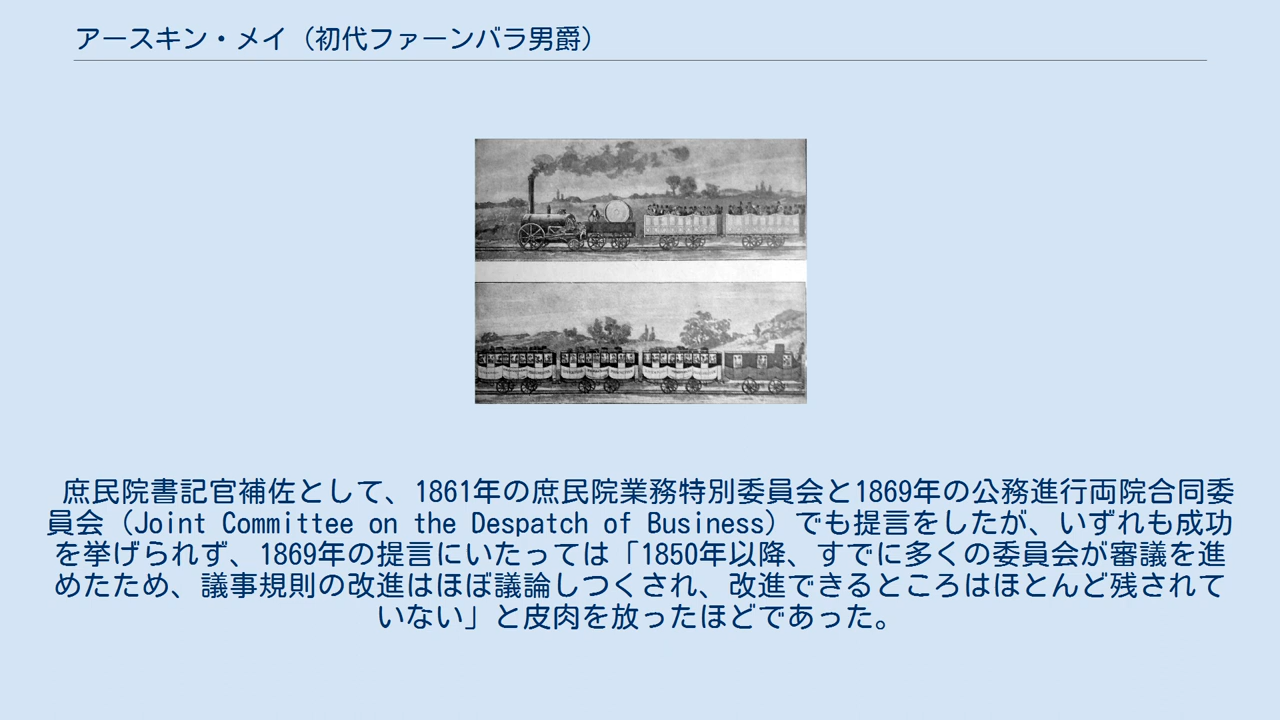 アースキン・メイ（初代ファーンバラ男爵）
庶民院書記官補佐として、1861年の庶民院業務特別委員会と1869年の公務進行両院合同委
員会（Joint Committee on the Despatch of Business）でも提言をしたが、いずれも成功
を挙げられず、1869年の提言にいたっては「1850年以降、すでに多くの委員会が審議を進
めたため、議事規則の改進はほぼ議論しつくされ、改進できるところはほとんど残されて
いない」と皮肉を放ったほどであった。